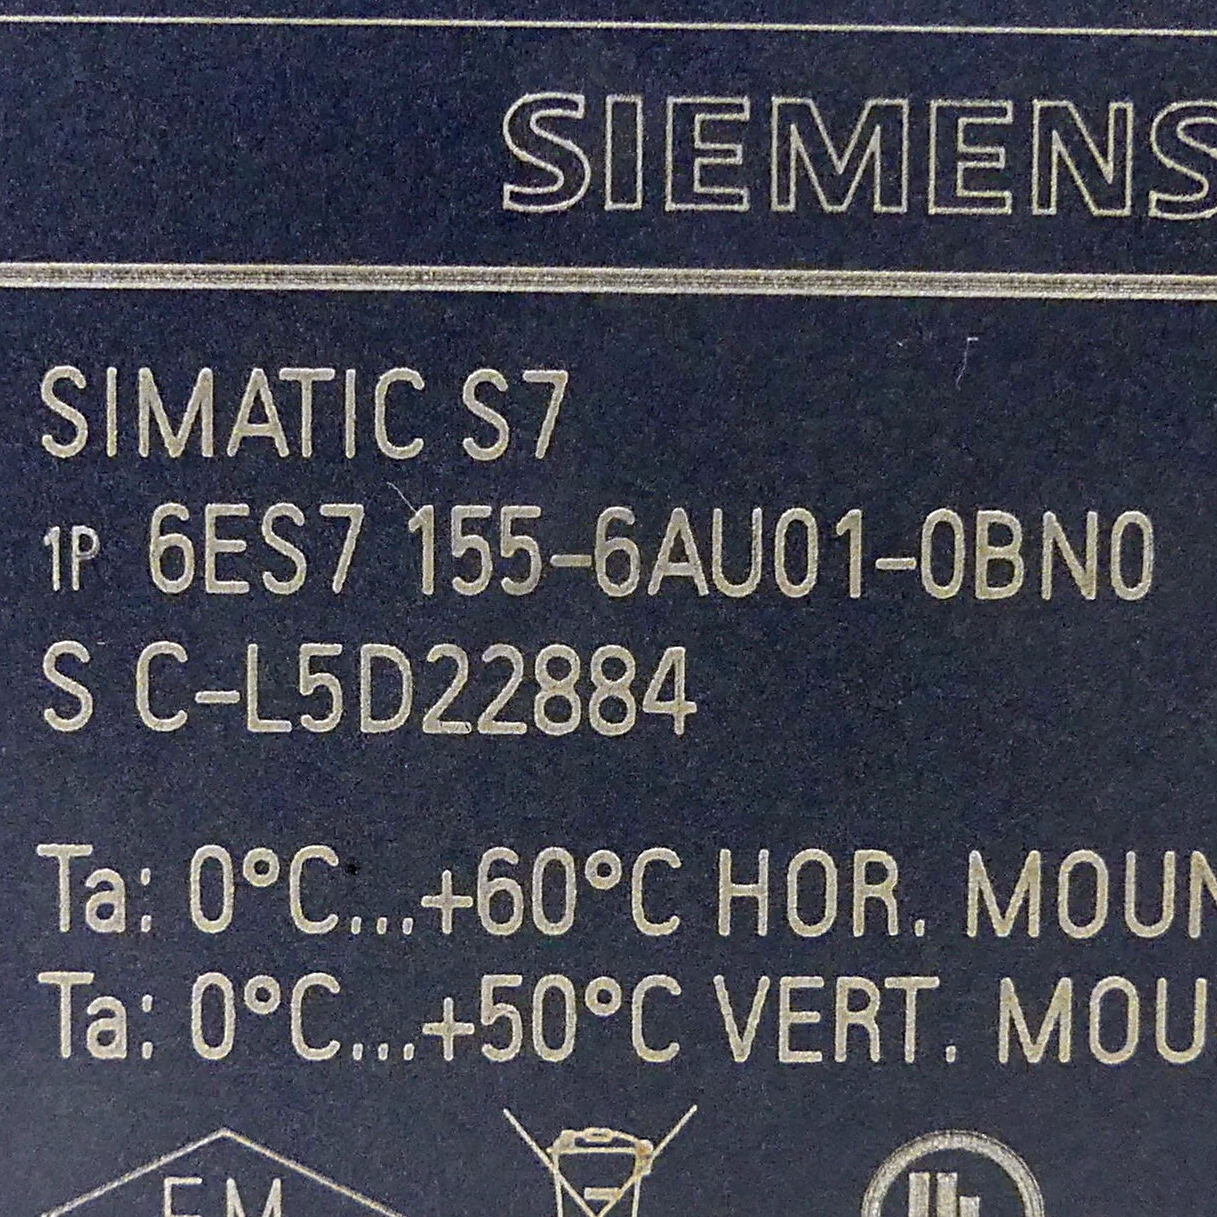 SIEMENS
SIMATIC S7
1P 6ES7 155-6AU01-0BN0
S C-L5D22884
Ta: 0°C...+60°C HOR. MOUN
Ta: 0°C...+50°C VERT. MOU
FM